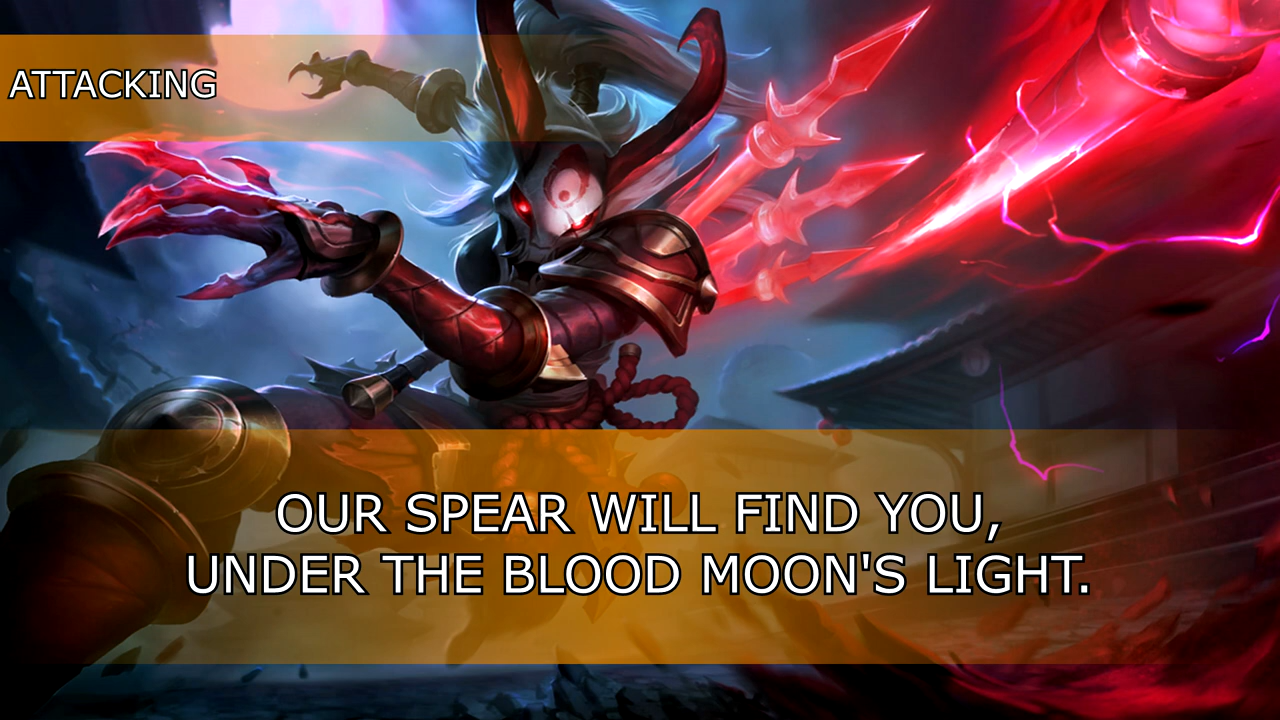 ATTACKING
OUR SPEAR WILL FIND YOU,
UNDER THE BLOOD MOON'S LIGHT.